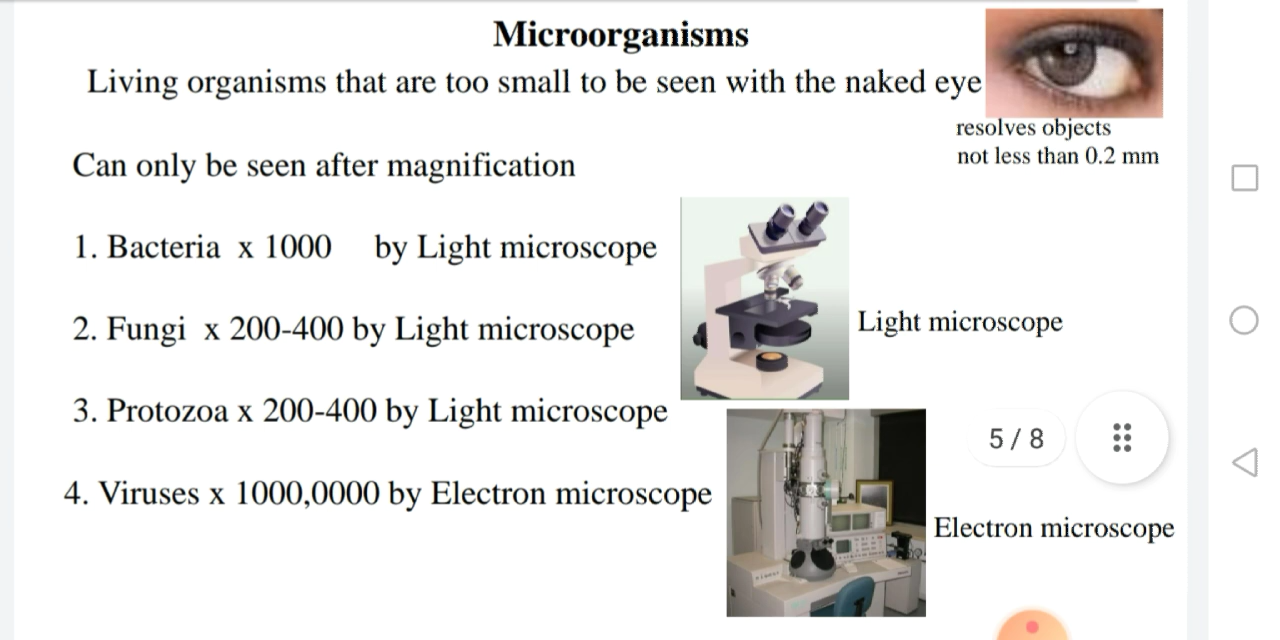 Microorganisms
Living organisms that are too small to be seen with the naked eye
resolves objects
not less than 0.2 mm
Can only be seen after magnification
1. Bacteria x 1000 by Light microscope
2. Fungi x 200-400 by Light microscope
Light microscope
3. Protozoa x 200-400 by Light microscope
5 / 8
4. Viruses x 1000,0000 by Electron microscope
Electron microscope